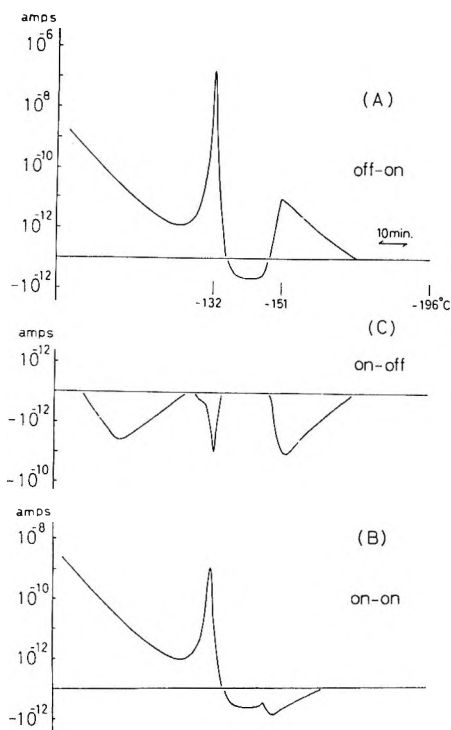 amps
10⁻⁶
10⁻⁸
(A)
10⁻¹⁰
off-on
10⁻¹²
10min.
-10⁻¹²
-132 -151 -196°C
amps
(C)
10⁻¹²
on-off
-10⁻¹²
-10⁻¹⁰
amps
10⁻⁸
(B)
10⁻¹⁰
on-on
10⁻¹²
-10⁻¹²